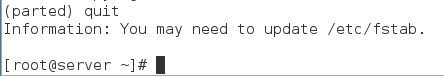 (parted) quit
Information: You may need to update /etc/fstab.
[root@server ~]#